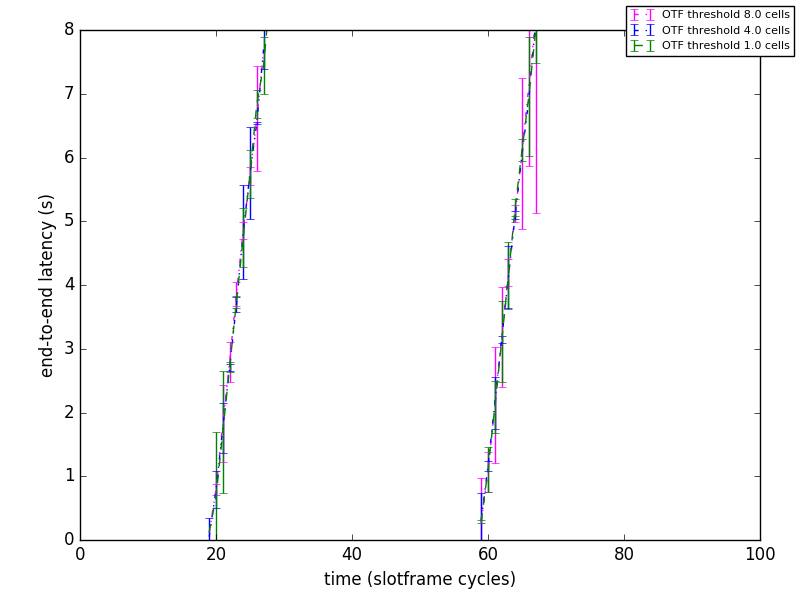 OTF threshold 8.0 cells
OTF threshold 4.0 cells
OTF threshold 1.0 cells
8
7
6
5
4
3
2
1
0
end-to-end latency (s)
0 20 40 60 80 100
time (slotframe cycles)